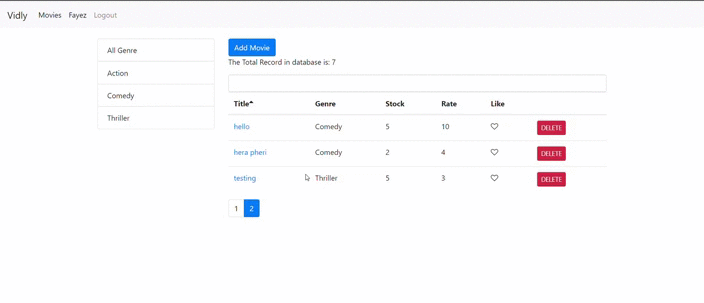 Vidly Movies Fayez Logout
All Genre
Action
Comedy
Thriller
Add Movie
The Total Record in database is: 7
Title Genre Stock Rate Like
hello Comedy 5 10 DELETE
hera pheri Comedy 2 4 DELETE
testing Thriller 5 3 DELETE
1 2